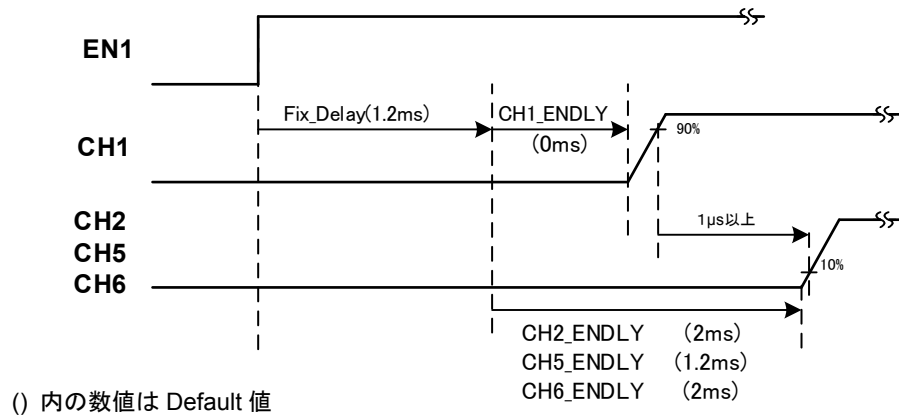 EN1
Fix_Delay(1.2ms)
CH1_ENDLY
(0ms)
CH1
90%
CH2
1μs以上
CH5
10%
CH6
CH2_ENDLY (2ms)
CH5_ENDLY (1.2ms)
CH6_ENDLY (2ms)
() 内の数値は Default 値